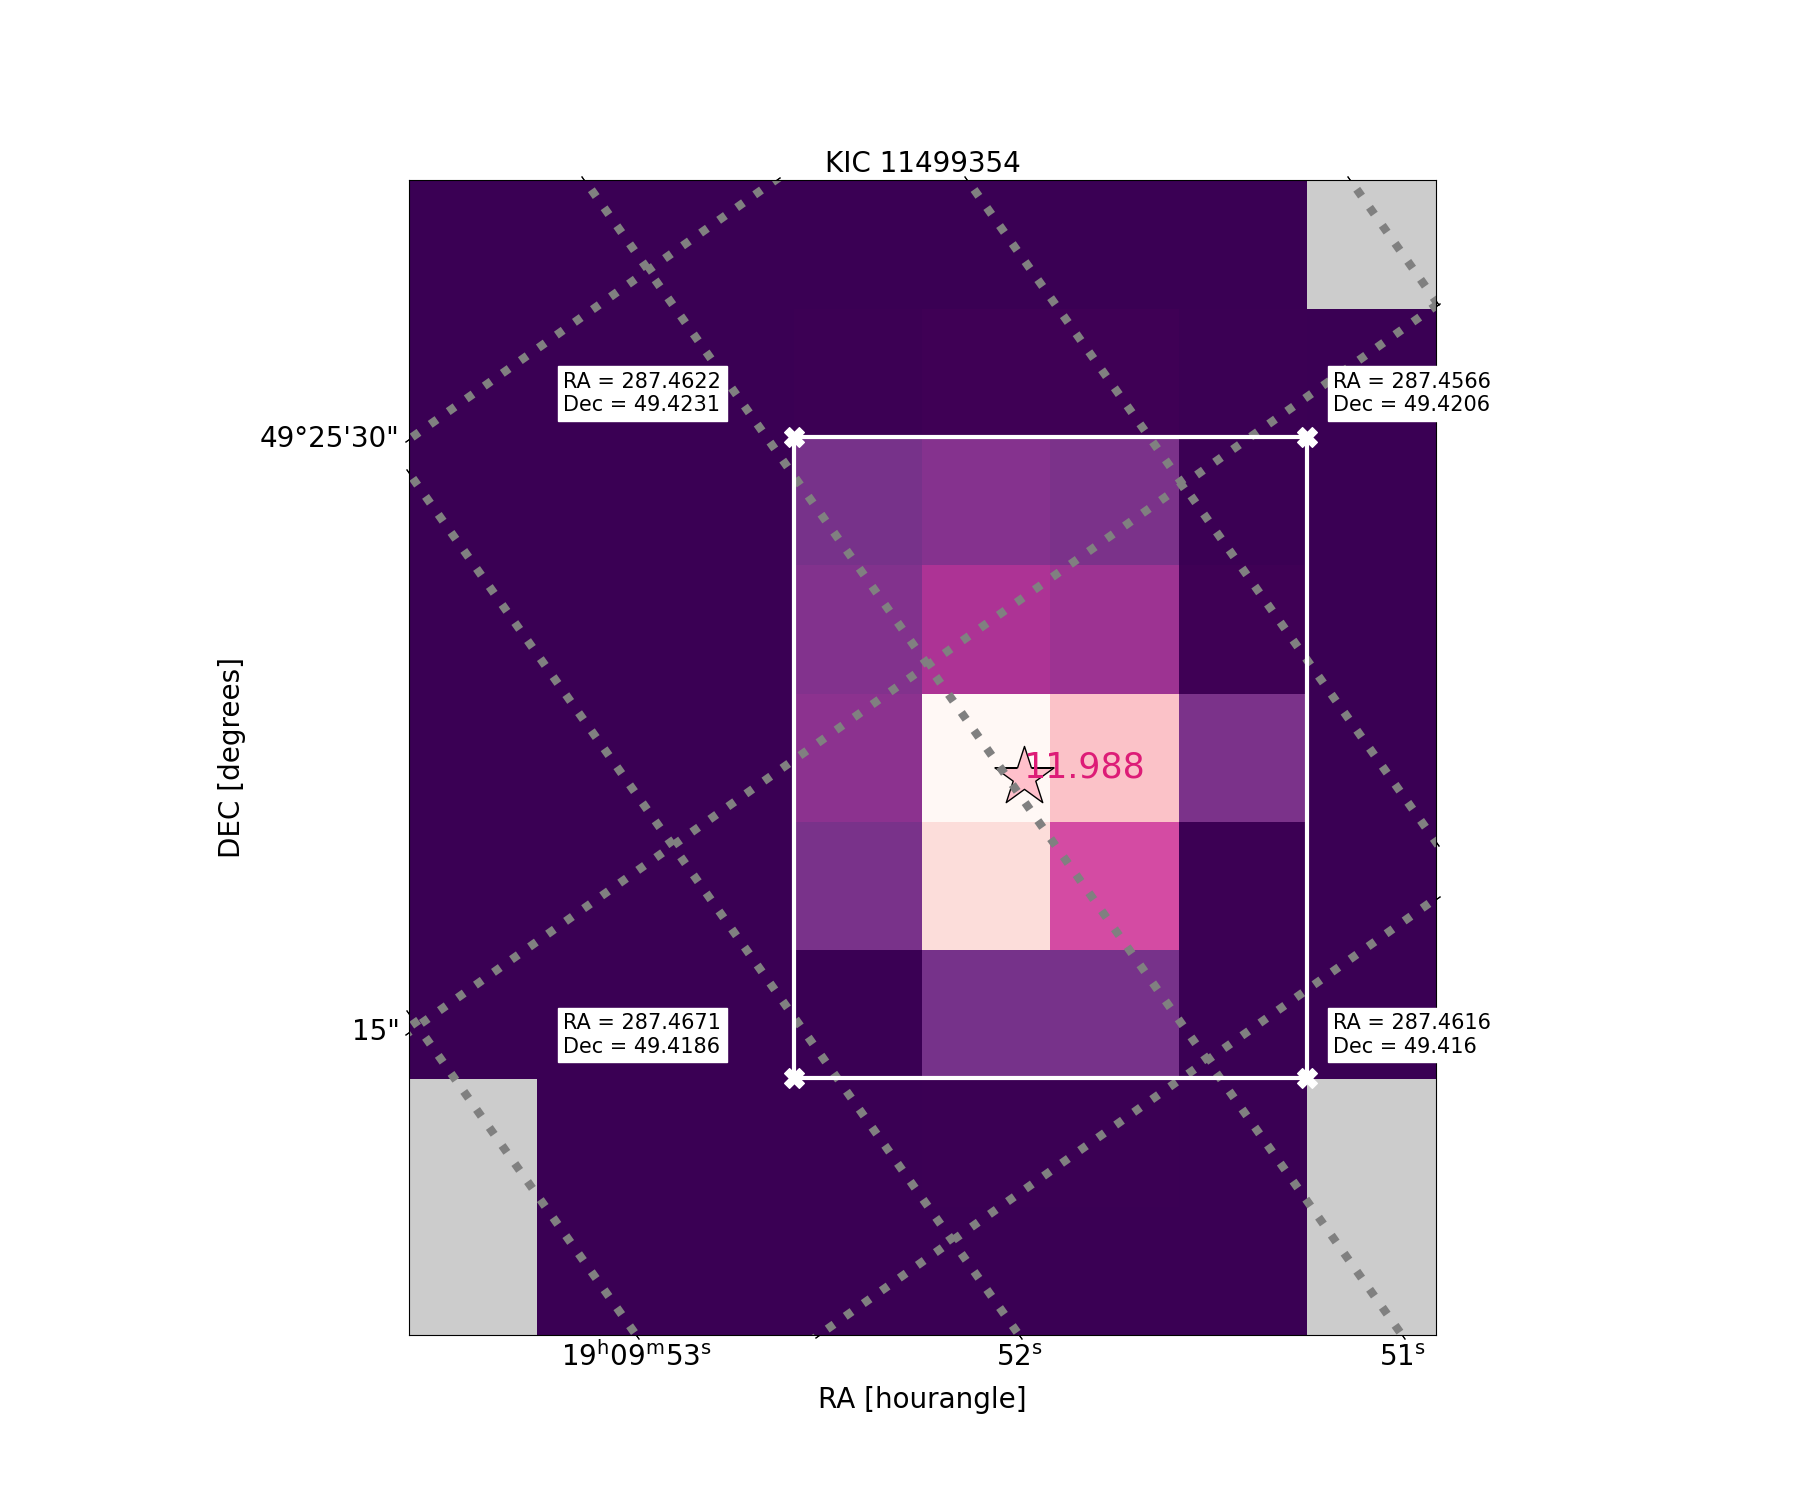 KIC 11499354
RA = 287.4622
Dec = 49.4231
RA = 287.4566
Dec = 49.4206
49°25'30"
11.988
DEC [degrees]
15"
RA = 287.4671
Dec = 49.4186
RA = 287.4616
Dec = 49.416
19ʰ09ᵐ53ˢ
52ˢ
51ˢ
RA [hourangle]